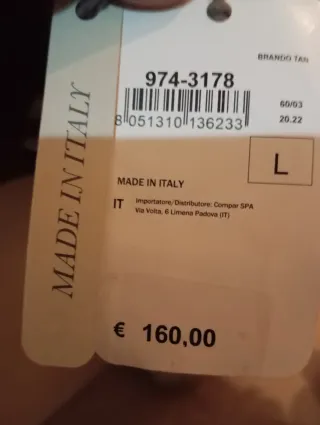 MADE IN ITALY
BRANDO TAN
974-3178
8 051310 136233
60/03
20.22
L
MADE IN ITALY
IT Importatore/Distributore: Compar SPA
Via Volta, 6 Limena Padova (IT)
€ 160,00